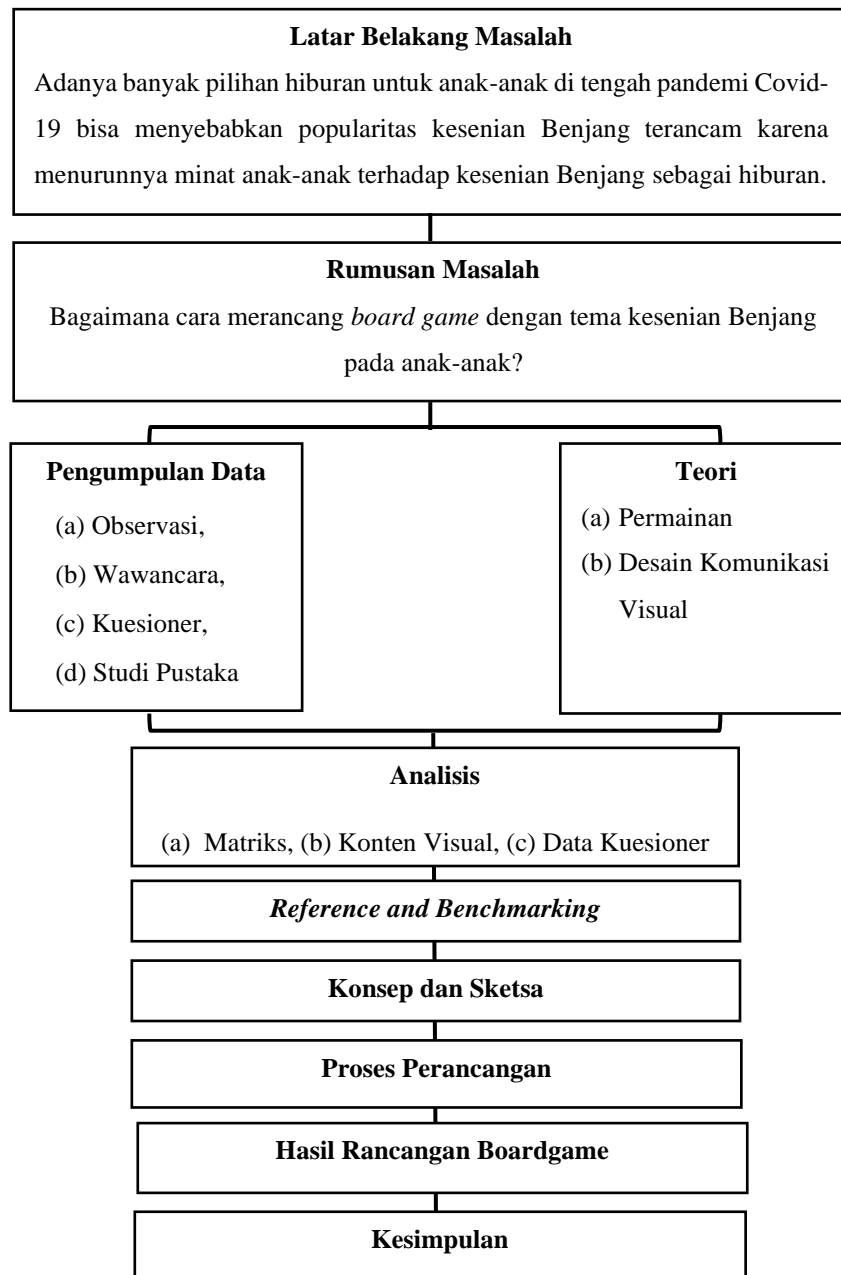 Latar Belakang Masalah
Adanya banyak pilihan hiburan untuk anak-anak di tengah pandemi Covid-
19 bisa menyebabkan popularitas kesenian Benjang terancam karena
menurunnya minat anak-anak terhadap kesenian Benjang sebagai hiburan.
Rumusan Masalah
Bagaimana cara merancang board game dengan tema kesenian Benjang
pada anak-anak?
Pengumpulan Data
(a) Observasi,
(b) Wawancara,
(c) Kuesioner,
(d) Studi Pustaka
Teori
(a) Permainan
(b) Desain Komunikasi
Visual
Analisis
(a) Matriks, (b) Konten Visual, (c) Data Kuesioner
Reference and Benchmarking
Konsep dan Sketsa
Proses Perancangan
Hasil Rancangan Boardgame
Kesimpulan